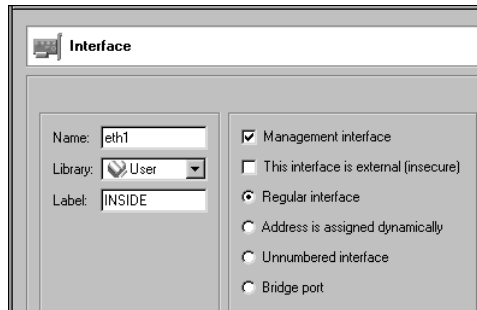 Interface
Name: eth1
Library: User
Label: INSIDE
Management interface
This interface is external (insecure)
Regular interface
Address is assigned dynamically
Unnumbered interface
Bridge port